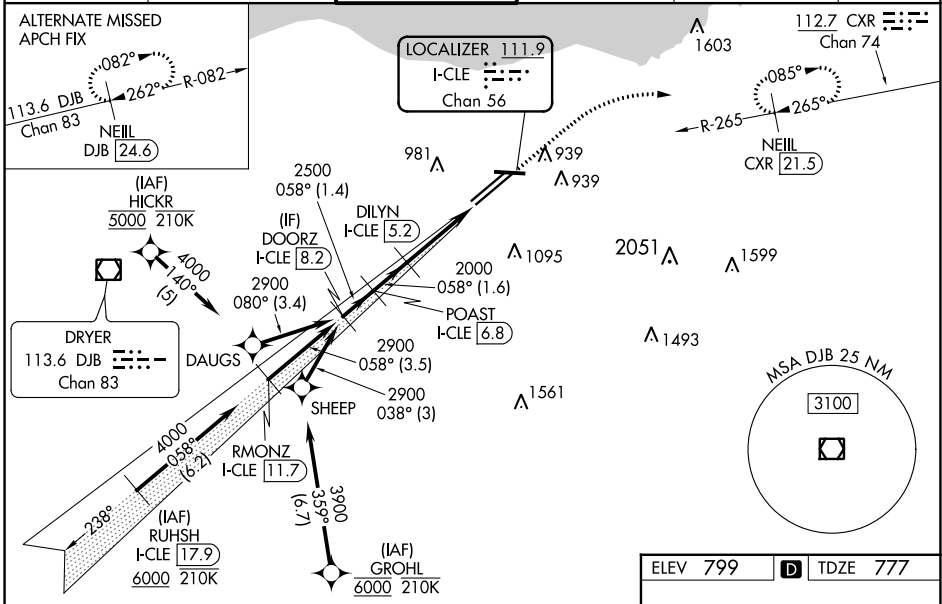 ALTERNATE MISSED
APCH FIX
082°
R-082
262°
113.6 DJB
Chan 83
NEIIL
DJB 24.6
LOCALIZER 111.9
I-CLE
Chan 56
1603
112.7 CXR
Chan 74
085°
265°
R-265
NEIIL
CXR 21.5
981
939
939
(IAF)
HICKR
5000 210K
4000
140°
(5)
2500
058° (1.4)
(IF)
DOORZ
I-CLE 8.2
DILYN
I-CLE 5.2
2900
080° (3.4)
2000
058° (1.6)
POAST
I-CLE 6.8
1095
2051
1599
1493
1561
DRYER
113.6 DJB
Chan 83
DAUGS
2900
058° (3.5)
2900
038° (3)
SHEEP
RMONZ
I-CLE 11.7
4000
058°
(6.2)
238°
(IAF)
RUHSH
I-CLE 17.9
6000 210K
3900
359°
(6.7)
(IAF)
GROHL
6000 210K
MSA DJB 25 NM
3100
ELEV 799 D TDZE 777